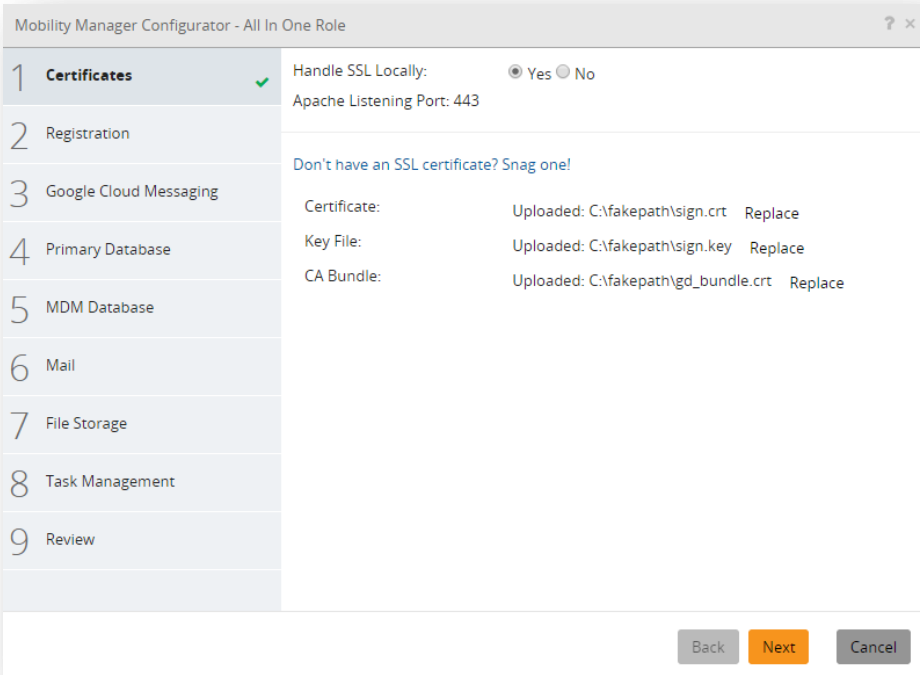 Mobility Manager Configurator - All In One Role ? ×
1 Certificates
2 Registration
3 Google Cloud Messaging
4 Primary Database
5 MDM Database
6 Mail
7 File Storage
8 Task Management
9 Review
Handle SSL Locally: Yes No
Apache Listening Port: 443
Don't have an SSL certificate? Snag one!
Certificate: Uploaded: C:\fakepath\sign.crt Replace
Key File: Uploaded: C:\fakepath\sign.key Replace
CA Bundle: Uploaded: C:\fakepath\gd_bundle.crt Replace
Back Next Cancel